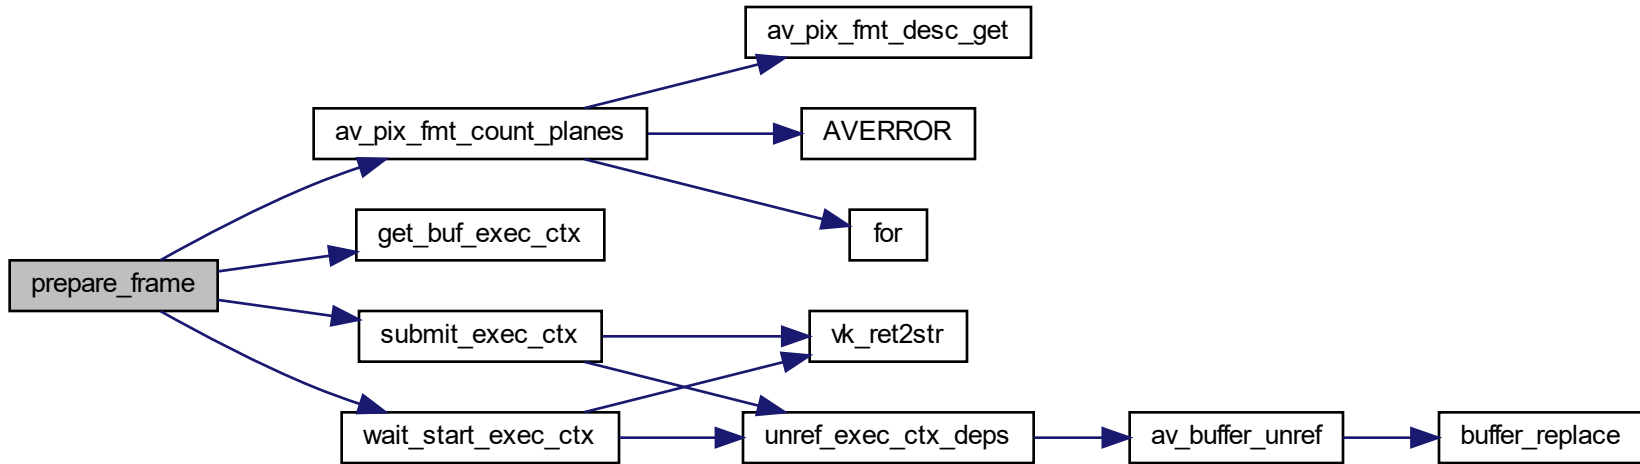 av_pix_fmt_desc_get
av_pix_fmt_count_planes
AVERROR
get_buf_exec_ctx
for
prepare_frame
submit_exec_ctx
vk_ret2str
wait_start_exec_ctx
unref_exec_ctx_deps
av_buffer_unref
buffer_replace